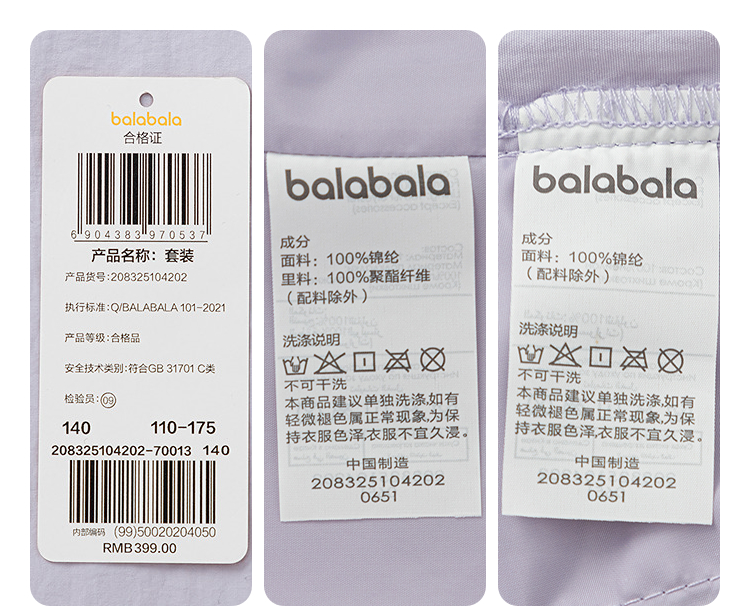 balabala
合格证
6 904383 970537
产品名称：套装
产品货号：208325104202
执行标准：Q/BALABALA 101-2021
产品等级：合格品
安全技术类别：符合GB 31701 C类
检验员：09
140 110-175
208325104202-70013 140
内部编码 (99)50020204050
RMB399.00
balabala
成分
面料：100%锦纶
里料：100%聚酯纤维
（配料除外）
洗涤说明
不可干洗
本商品建议单独洗涤,如有
轻微褪色属正常现象,为保
持衣服色泽,衣服不宜久浸。
中国制造
208325104202
0651
balabala
成分
面料：100%锦纶
（配料除外）
洗涤说明
不可干洗
本商品建议单独洗涤,如有
轻微褪色属正常现象,为保
持衣服色泽,衣服不宜久浸。
中国制造
208325104202
0651